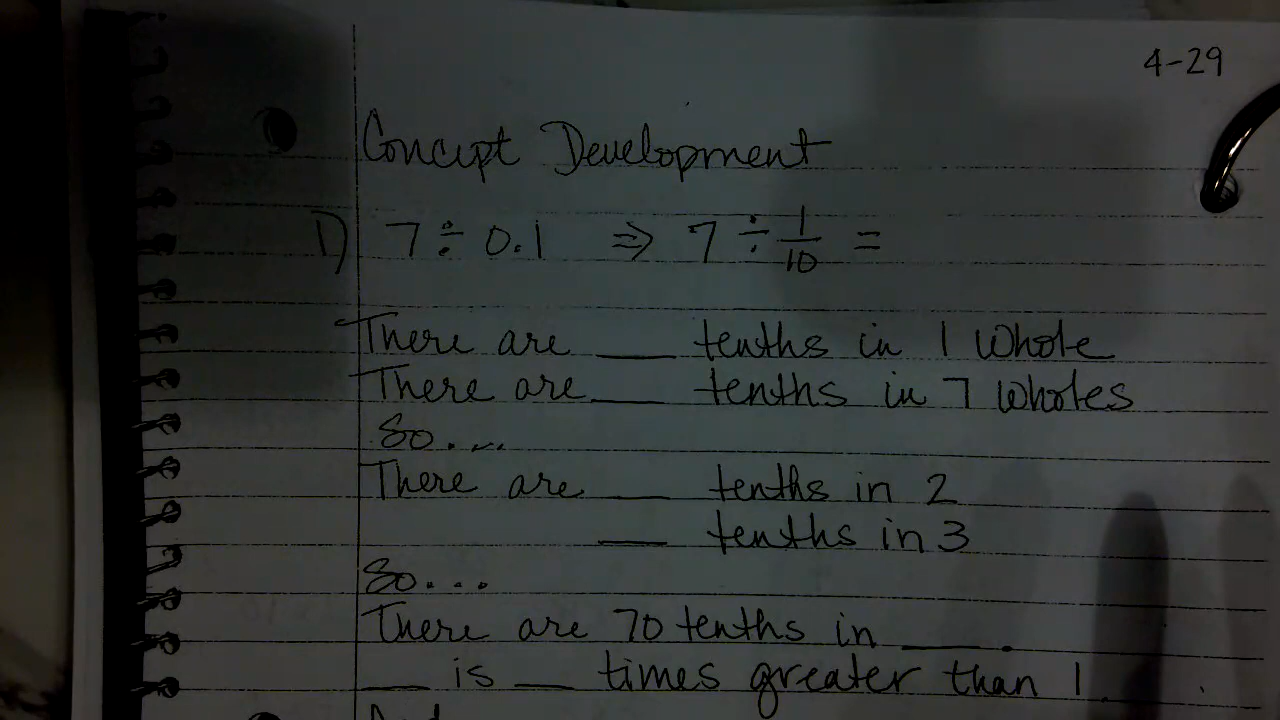 4-29
Concept Development
1) 7 ÷ 0.1 ⇒ 7 ÷ 1/10 =
There are ___ tenths in 1 whole
There are ___ tenths in 7 wholes
So....
There are ___ tenths in 2
___ tenths in 3
So...
There are 70 tenths in ____.
___ is ___ times greater than 1.